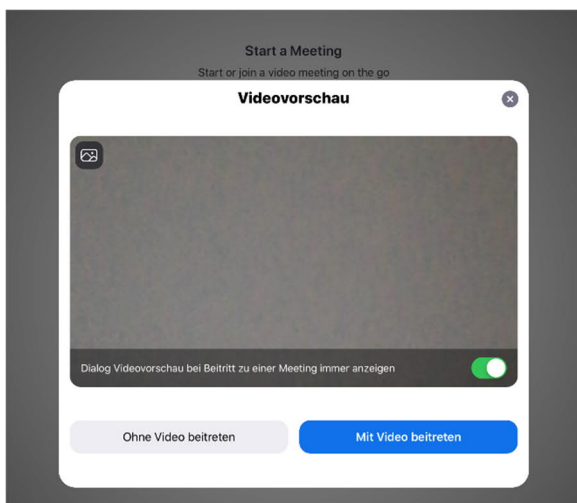 Start a Meeting
Start or join a video meeting on the go
Videovorschau
Dialog Videovorschau bei Beitritt zu einer Meeting immer anzeigen
Ohne Video beitreten
Mit Video beitreten